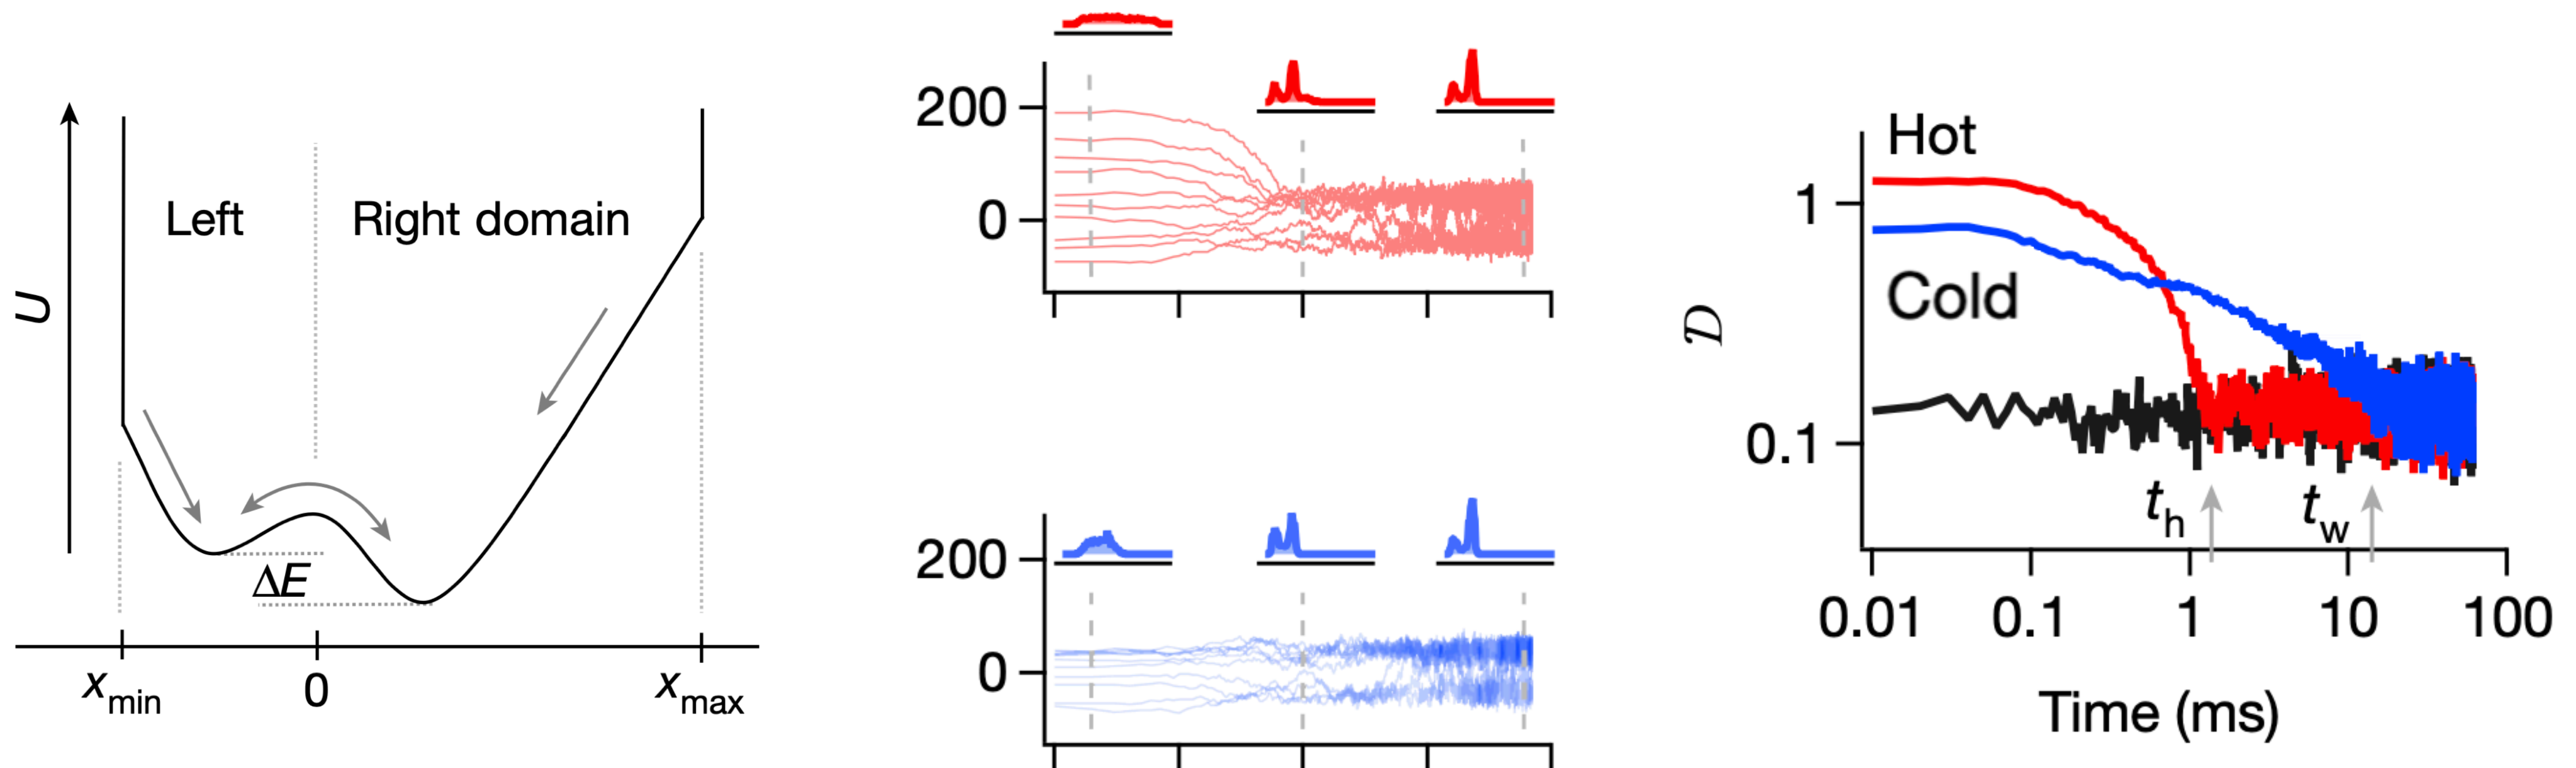 U
Left
Right domain
ΔE
x_min
0
x_max
200
0
200
0
Hot
Cold
𝒟
1
0.1
t_h
t_w
0.01
0.1
1
10
100
Time (ms)